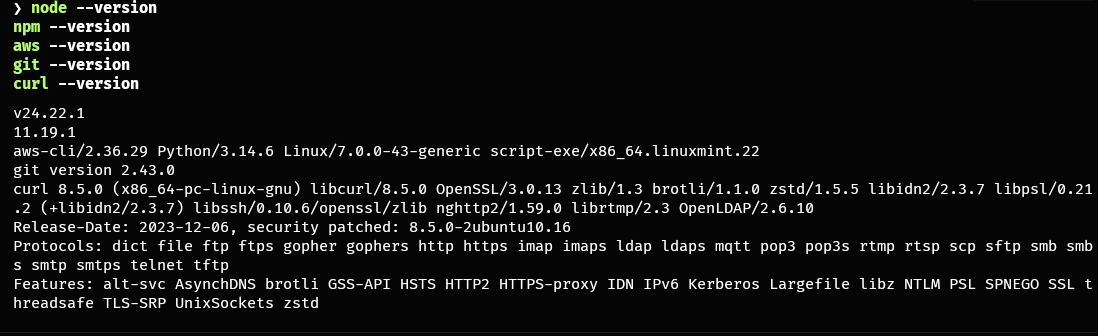 ❯ node --version
npm --version
aws --version
git --version
curl --version
v24.22.1
11.19.1
aws-cli/2.36.29 Python/3.14.6 Linux/7.0.0-43-generic script-exe/x86_64.linuxmint.22
git version 2.43.0
curl 8.5.0 (x86_64-pc-linux-gnu) libcurl/8.5.0 OpenSSL/3.0.13 zlib/1.3 brotli/1.1.0 zstd/1.5.5 libidn2/2.3.7 libpsl/0.21
.2 (+libidn2/2.3.7) libssh/0.10.6/openssl/zlib nghttp2/1.59.0 librtmp/2.3 OpenLDAP/2.6.10
Release-Date: 2023-12-06, security patched: 8.5.0-2ubuntu10.16
Protocols: dict file ftp ftps gopher gophers http https imap imaps ldap ldaps mqtt pop3 pop3s rtmp rtsp scp sftp smb smb
s smtp smtps telnet tftp
Features: alt-svc AsynchDNS brotli GSS-API HSTS HTTP2 HTTPS-proxy IDN IPv6 Kerberos Largefile libz NTLM PSL SPNEGO SSL t
hreadsafe TLS-SRP UnixSockets zstd